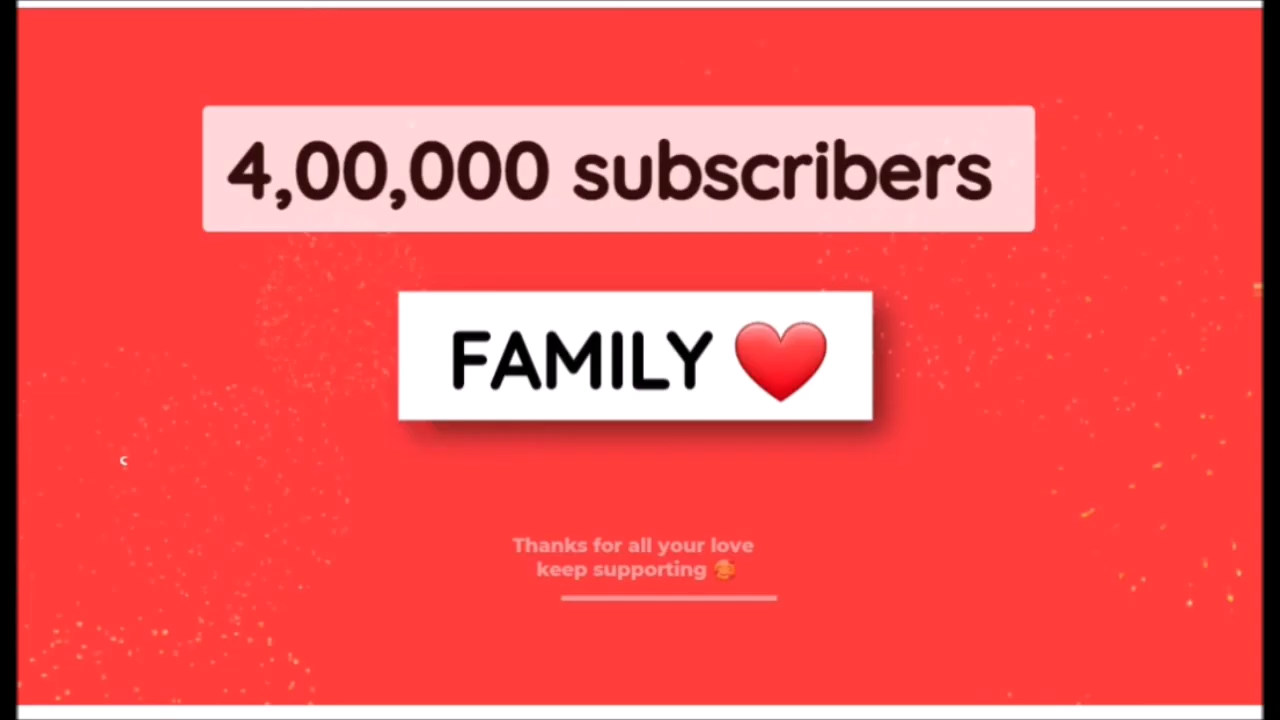 4,00,000 subscribers
FAMILY ❤️
Thanks for all your love
keep supporting 🥰